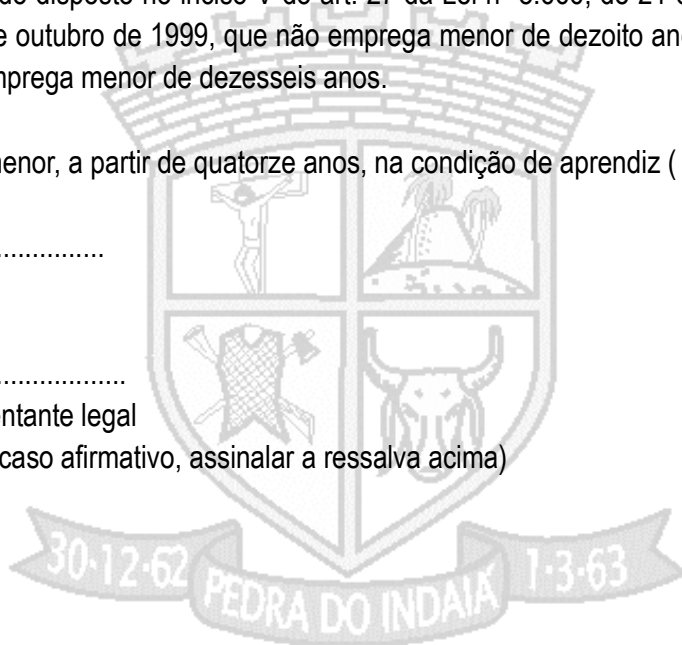 do disposto no inciso V do art. 27 da Lei nº 8.666, de 21
e outubro de 1999, que não emprega menor de dezoito
mprega menor de dezesseis anos.
menor, a partir de quatorze anos, na condição de aprendiz (
...............
..................
entante legal
caso afirmativo, assinalar a ressalva acima)
30-12-62 PEDRA DO INDAIÁ 1-3-63